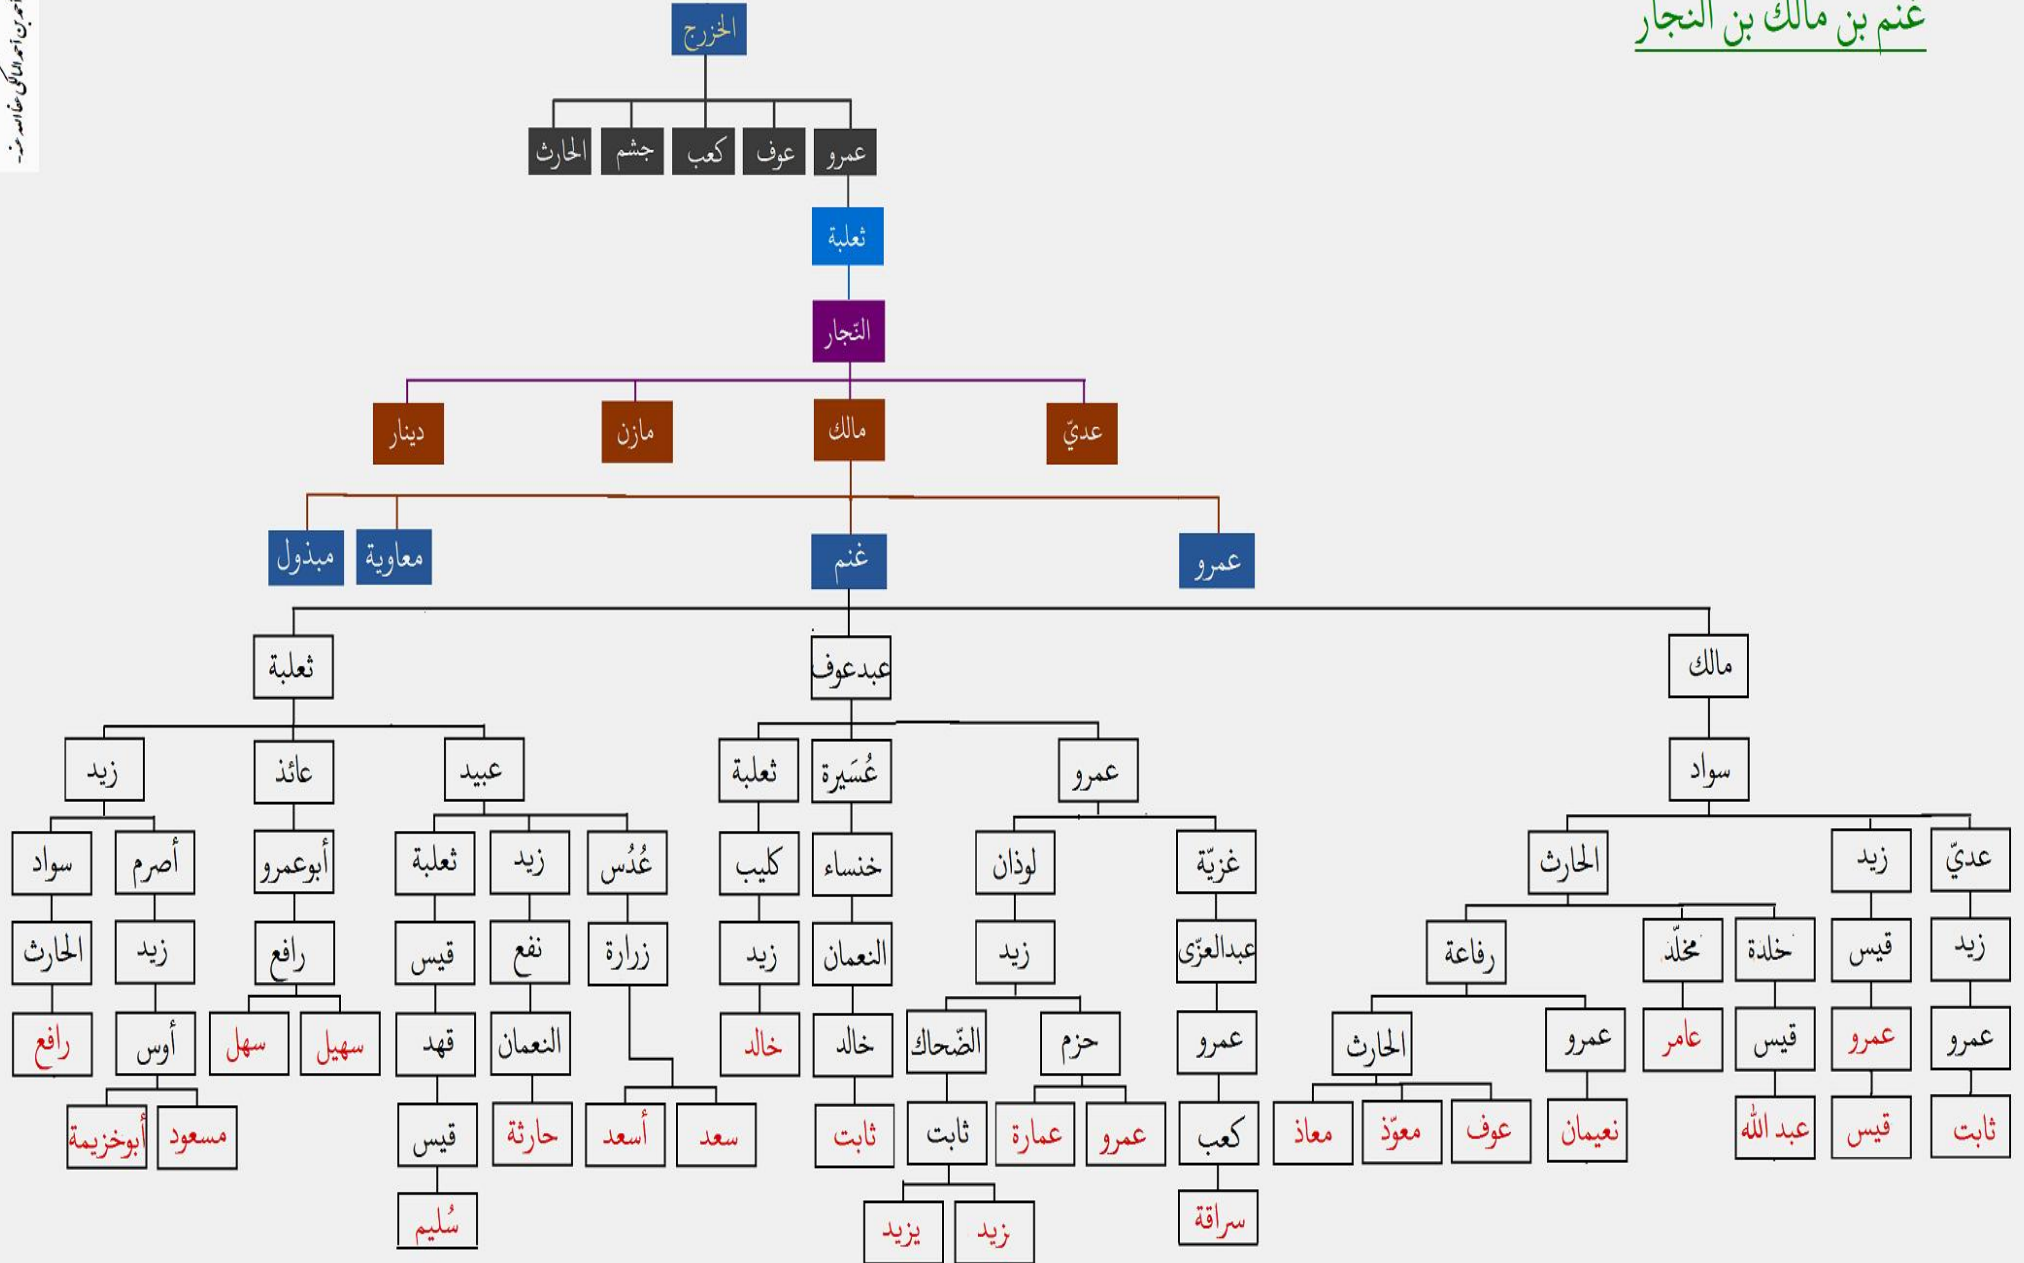 غنم بن مالك بن النجار
الخزرج
عمرو عوف كعب جشم الحارث
ثعلبة
النّجار
عديّ مالك مازن دينار
عمرو غنم معاوية مبذول
مالك عبدعوف ثعلبة
سواد عمرو عُسَيرة ثعلبة عبيد عائذ زيد
عديّ زيد الحارث غزيّة لوذان خنساء كليب عُدُس زيد ثعلبة أبوعمرو أصرم سواد
زيد قيس خلدة مخلّد رفاعة عبدالعزّى زيد النعمان زيد زرارة نفع قيس رافع زيد الحارث
عمرو عمرو قيس عامر عمرو الحارث عمرو حزم الضّحاك خالد خالد النعمان قهد سهيل سهل أوس رافع
ثابت قيس عبد الله نعيمان عوف معوّذ معاذ كعب عمرو عمارة ثابت ثابت سعد أسعد حارثة قيس مسعود أبوخزيمة
سراقة زيد يزيد سُليم